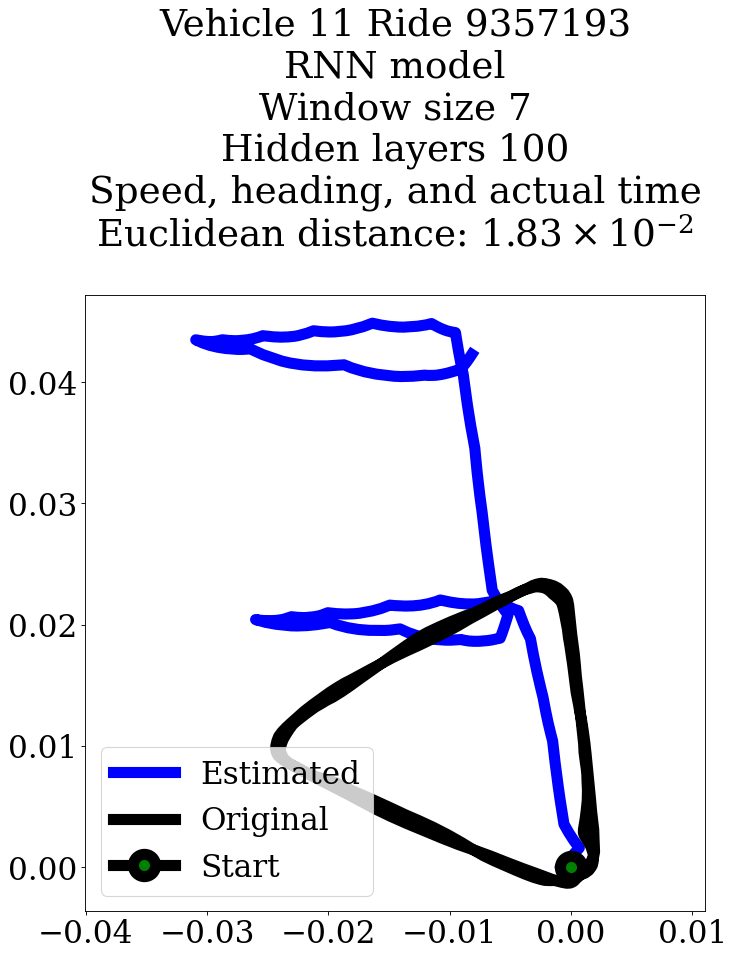 Vehicle 11 Ride 9357193
RNN model
Window size 7
Hidden layers 100
Speed, heading, and actual time
Euclidean distance: 1.83 × 10⁻²
0.04
0.03
0.02
0.01
0.00
Estimated
Original
Start
−0.04 −0.03 −0.02 −0.01 0.00 0.01